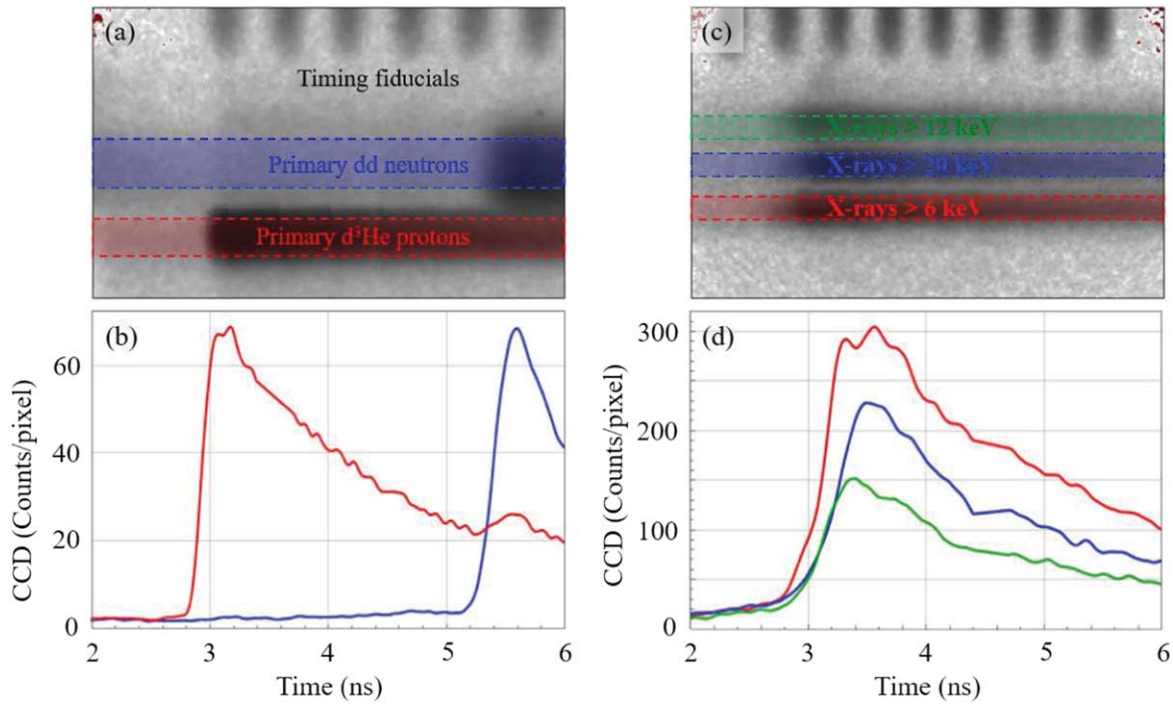 (a)
Timing fiducials
Primary dd neutrons
Primary d³He protons
(c)
X-rays > 12 keV
X-rays > 20 keV
X-rays > 6 keV
(b)
CCD (Counts/pixel)
60
40
20
0
2 3 4 5 6
Time (ns)
(d)
CCD (Counts/pixel)
300
200
100
0
2 3 4 5 6
Time (ns)